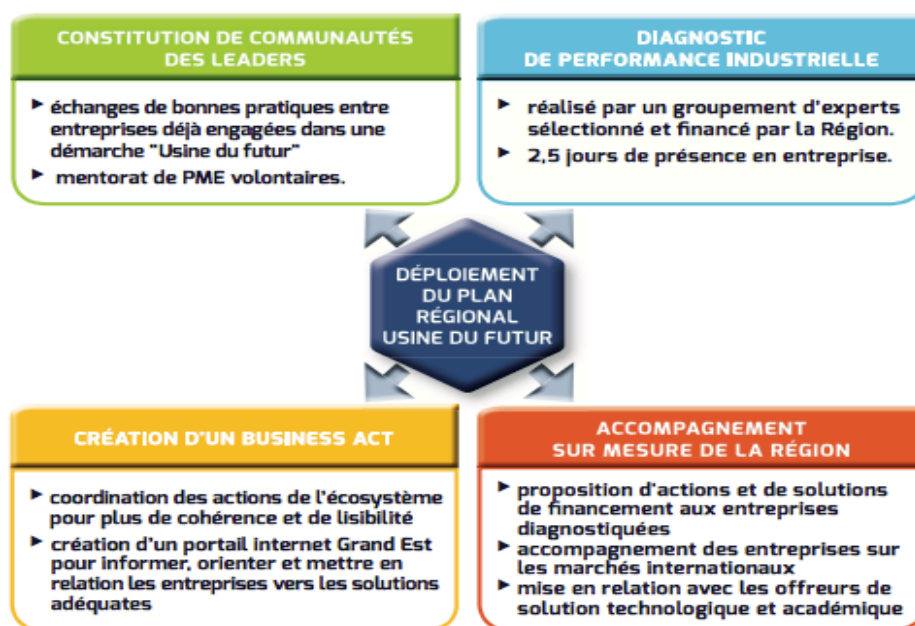 CONSTITUTION DE COMMUNAUTÉS
DES LEADERS
► échanges de bonnes pratiques entre
entreprises déjà engagées dans une
démarche "Usine du futur"
► mentorat de PME volontaires.
DIAGNOSTIC
DE PERFORMANCE INDUSTRIELLE
► réalisé par un groupement d'experts
sélectionné et financé par la Région.
► 2,5 jours de présence en entreprise.
DÉPLOIEMENT
DU PLAN
RÉGIONAL
USINE DU FUTUR
CRÉATION D'UN BUSINESS ACT
► coordination des actions de l'écosystème
pour plus de cohérence et de lisibilité
► création d'un portail internet Grand Est
pour informer, orienter et mettre en
relation les entreprises vers les solutions
adéquates
ACCOMPAGNEMENT
SUR MESURE DE LA RÉGION
► proposition d'actions et de solutions
de financement aux entreprises
diagnostiquées
► accompagnement des entreprises sur
les marchés internationaux
► mise en relation avec les offreurs de
solution technologique et académique